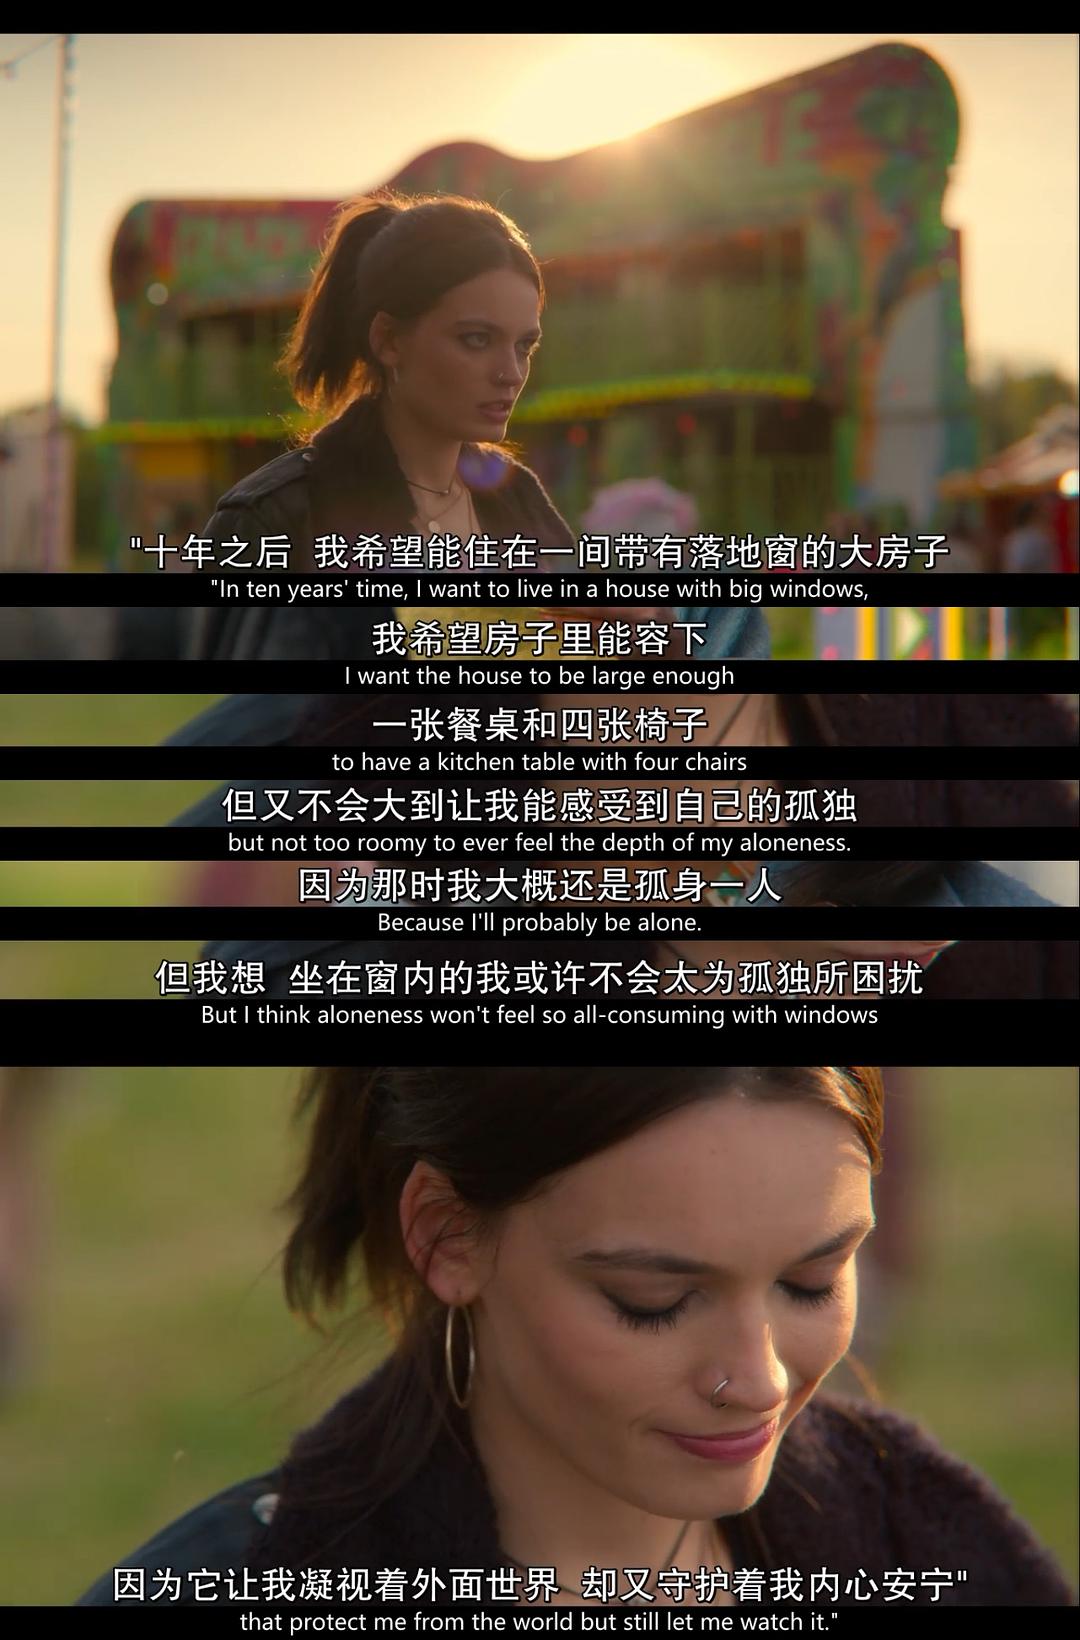 "十年之后 我希望能住在一间带有落地窗的大房子
"In ten years' time, I want to live in a house with big windows,
我希望房子里能容下
I want the house to be large enough
一张餐桌和四张椅子
to have a kitchen table with four chairs
但又不会大到让我能感受到自己的孤独
but not too roomy to ever feel the depth of my aloneness.
因为那时我大概还是孤身一人
Because I'll probably be alone.
但我想 坐在窗内的我或许不会太为孤独所困扰
But I think aloneness won't feel so all-consuming with windows
因为它让我凝视着外面世界 却又守护着我内心安宁"
that protect me from the world but still let me watch it."